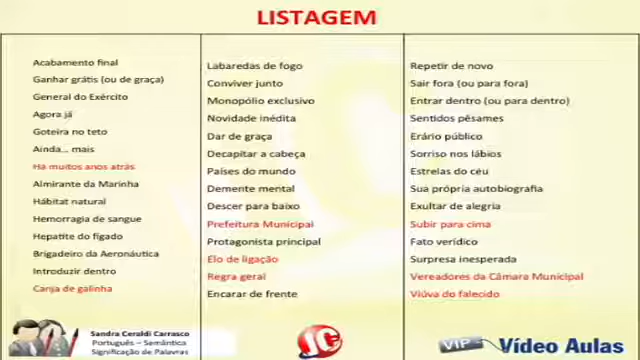 LISTAGEM
Acabamento final
Ganhar grátis (ou de graça)
General do Exército
Agora já
Goteira no teto
Ainda... mais
Há muitos anos atrás
Almirante da Marinha
Hábitat natural
Hemorragia de sangue
Hepatite do fígado
Brigadeiro da Aeronáutica
Introduzir dentro
Canja de galinha
Labaredas de fogo
Conviver junto
Monopólio exclusivo
Novidade inédita
Dar de graça
Decapitar a cabeça
Países do mundo
Demente mental
Descer para baixo
Prefeitura Municipal
Protagonista principal
Elo de ligação
Regra geral
Encarar de frente
Repetir de novo
Sair fora (ou para fora)
Entrar dentro (ou para dentro)
Sentidos pêsames
Erário público
Sorriso nos lábios
Estrelas do céu
Sua própria autobiografia
Exultar de alegria
Subir para cima
Fato verídico
Surpresa inesperada
Vereadores da Câmara Municipal
Viúva do falecido
Sandra Ceraldi Carrasco
Português – Semântica
Significação de Palavras
VIP
Vídeo Aulas